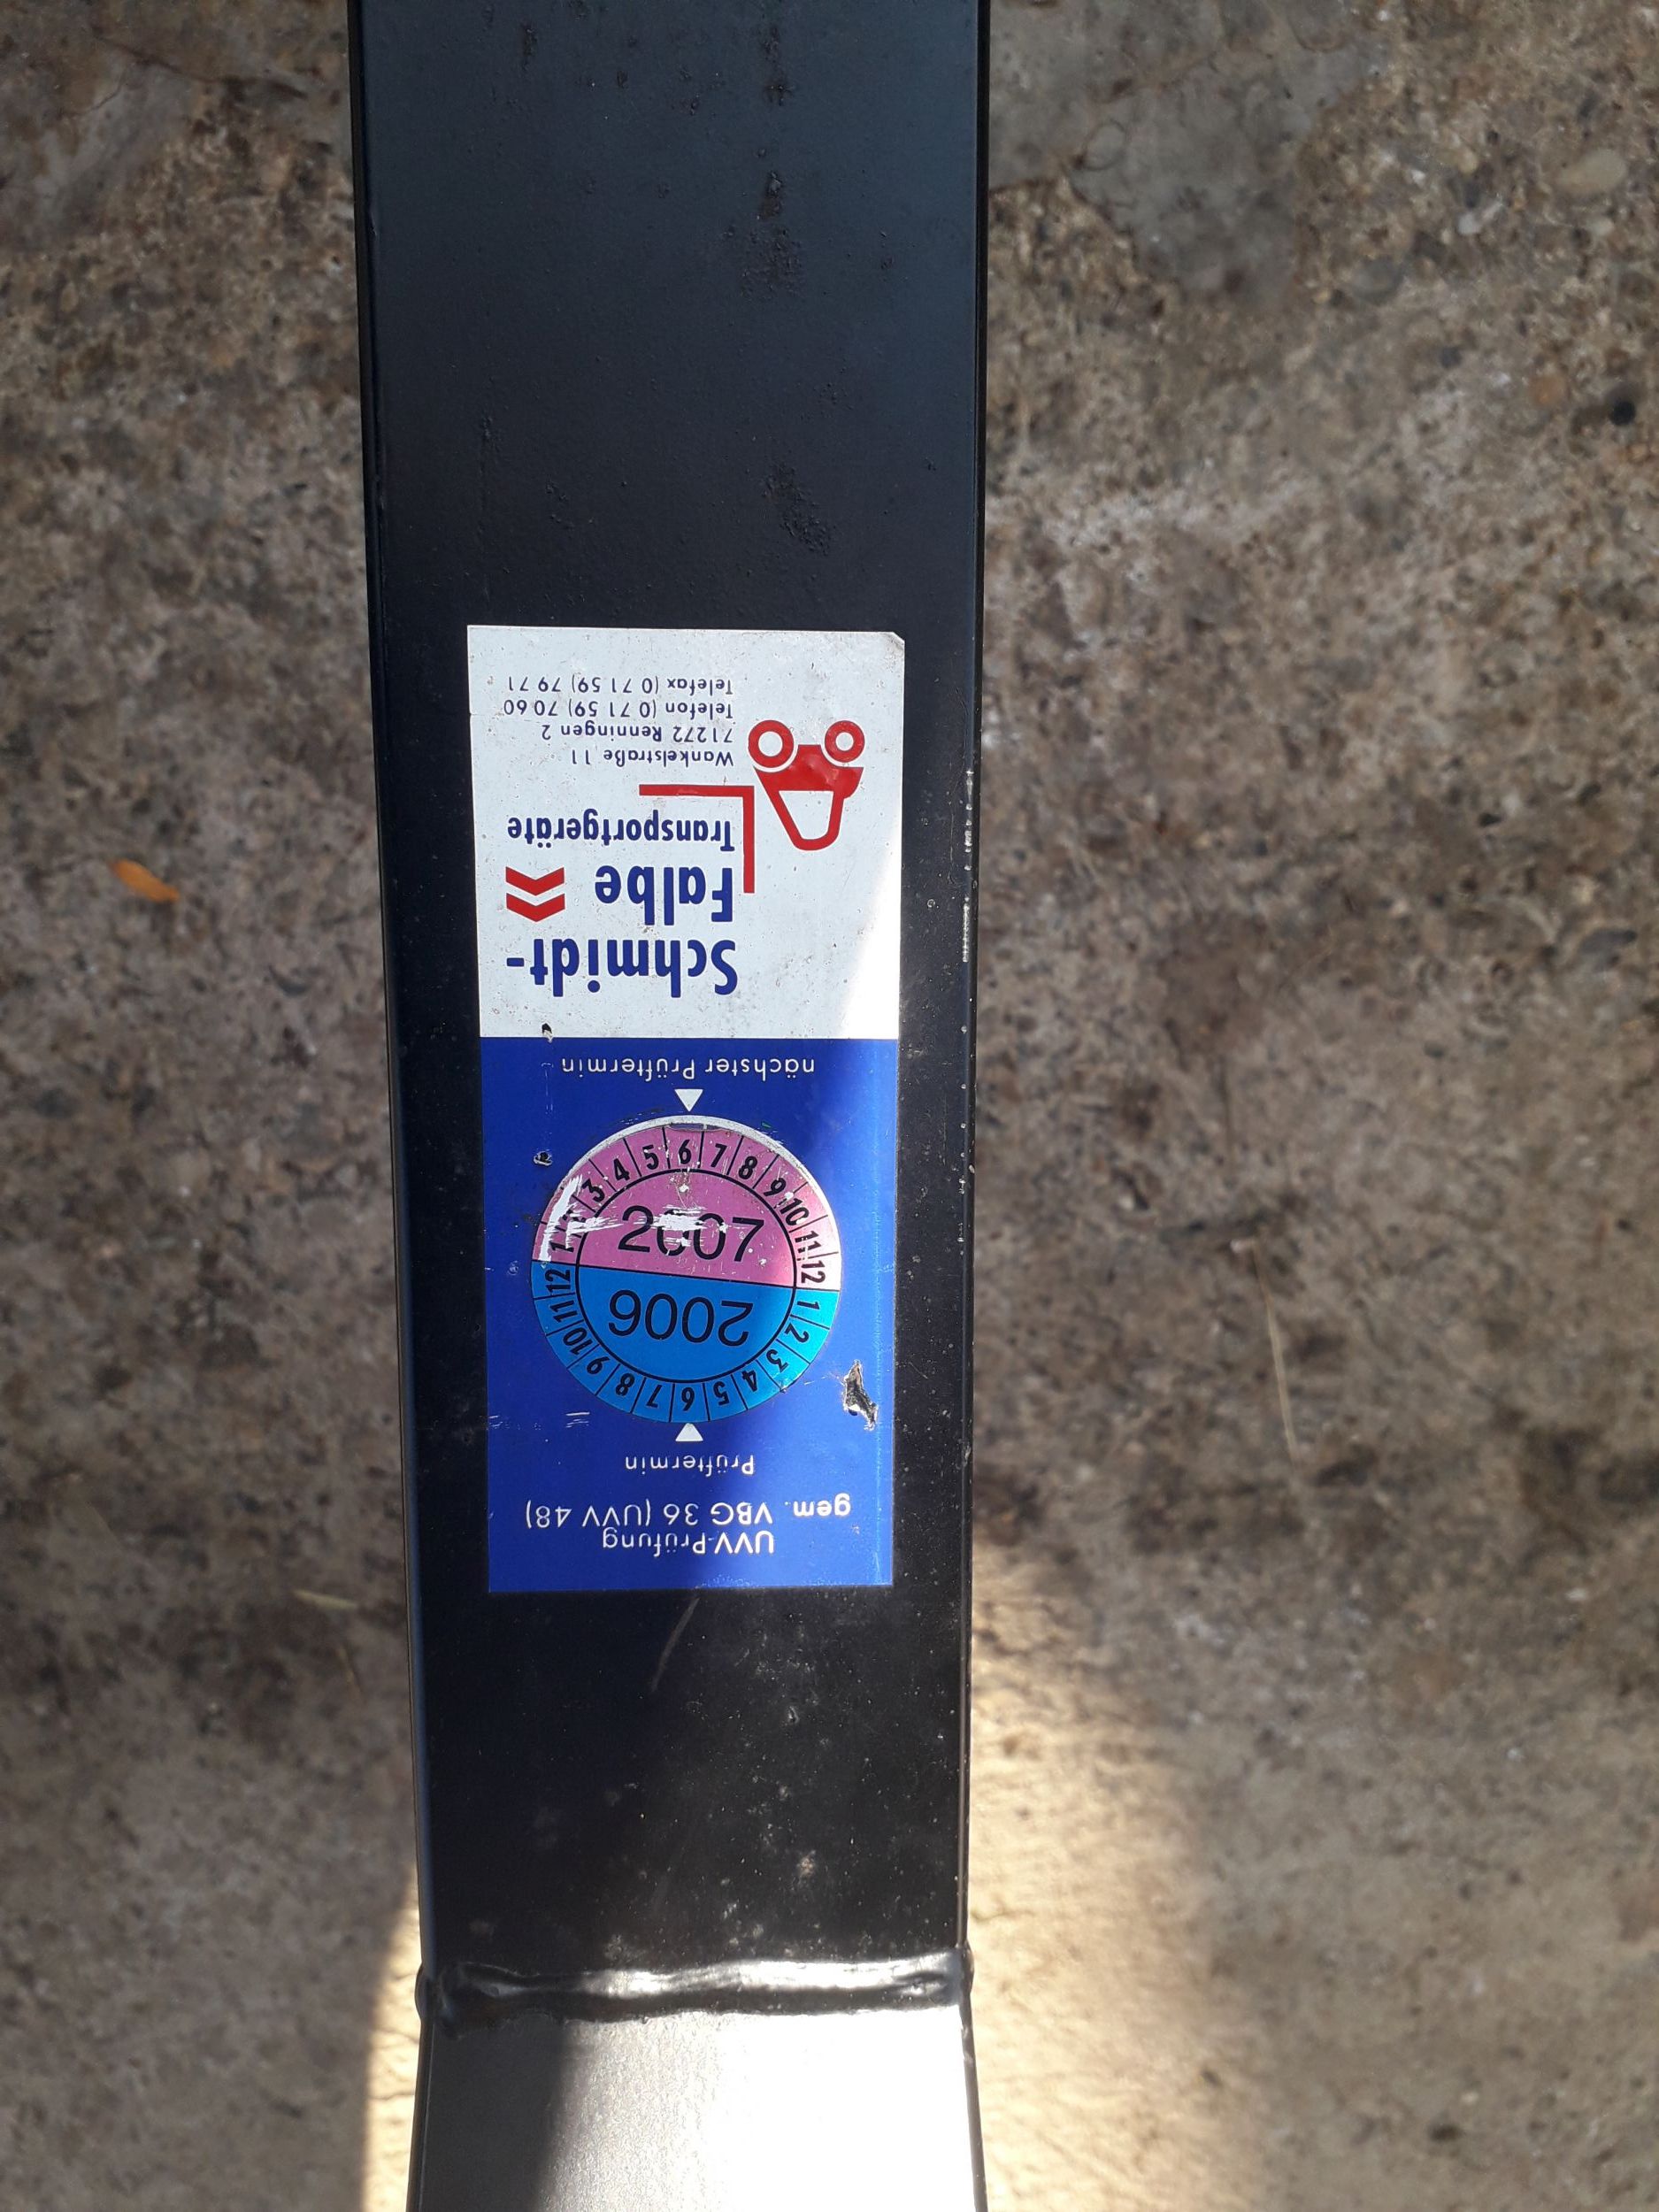 UVV-Prüfung
gem. VBG 36 (UVV 48)
Prüftermin
1 2 3 4 5 6 7 8 9 10 11 12
2006
2007
1 3 4 5 6 7 8 9 10 11 12
nächster Prüftermin
Schmidt-
Falbe
Transportgeräte
Wankelstraße 11
71272 Renningen 2
Telefon (0 71 59) 70 60
Telefax (0 71 59) 79 71